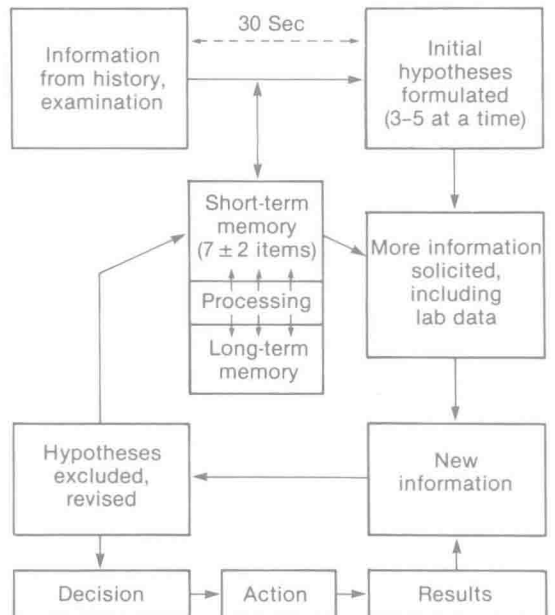 30 Sec
Information
from history,
examination
Initial
hypotheses
formulated
(3–5 at a time)
Short-term
memory
(7 ± 2 items)
Processing
Long-term
memory
More information
solicited,
including
lab data
Hypotheses
excluded,
revised
New
information
Decision
Action
Results